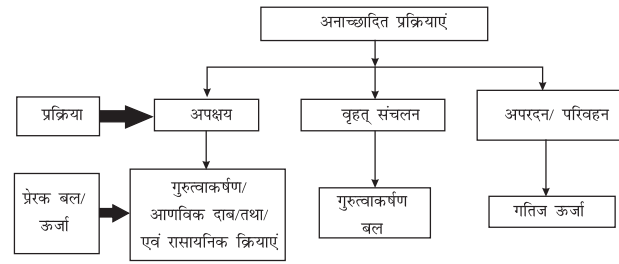 अनाच्छादित प्रक्रियाएं
प्रक्रिया
अपक्षय
वृहत् संचलन
अपरदन/ परिवहन
प्रेरक बल/
ऊर्जा
गुरुत्वाकर्षण/
आणविक दाब/तथा/
एवं रासायनिक क्रियाएं
गुरुत्वाकर्षण
बल
गतिज ऊर्जा